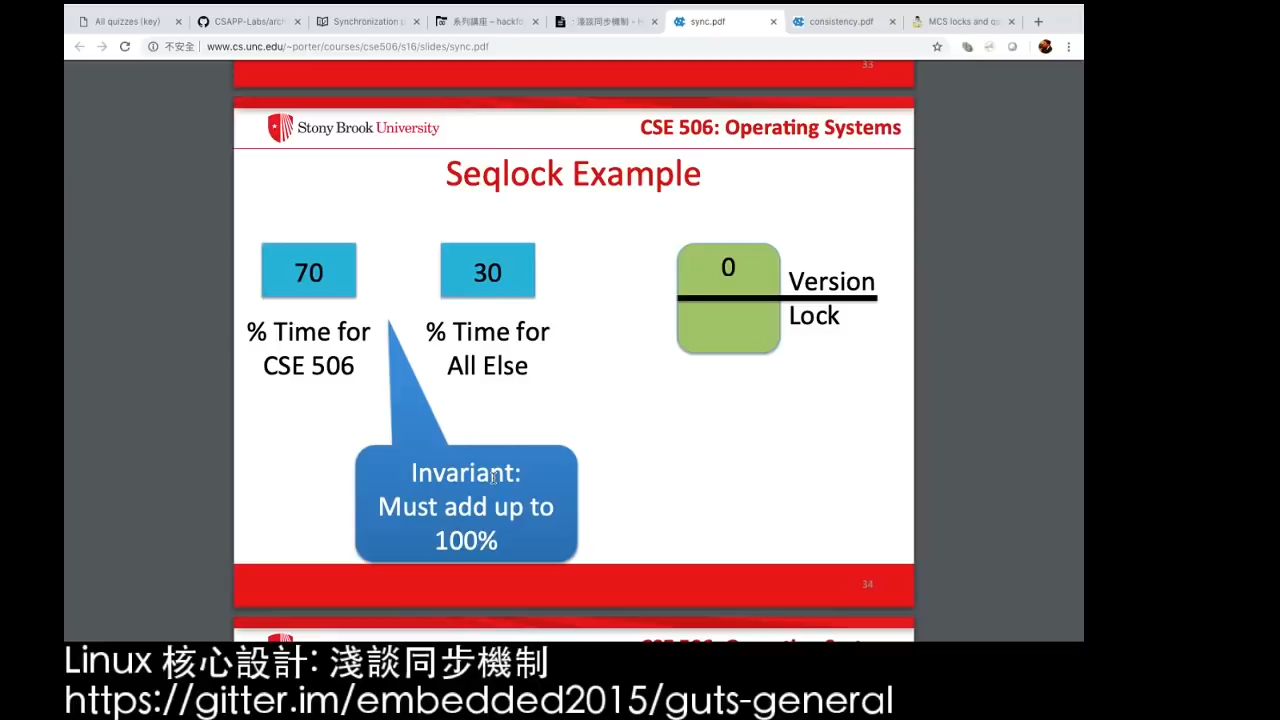 All quizzes (key)
CSAPP-Labs/arc
Synchronization
系列講座 – hackfo
: 淺談同步機制 - H
sync.pdf
consistency.pdf
MCS locks and qs
不安全 | www.cs.unc.edu/~porter/courses/cse506/s16/slides/sync.pdf
33
Stony Brook University
CSE 506: Operating Systems
Seqlock Example
70
30
0
Version
Lock
% Time for
CSE 506
% Time for
All Else
Invariant:
Must add up to
100%
34
Linux 核心設計: 淺談同步機制
https://gitter.im/embedded2015/guts-general